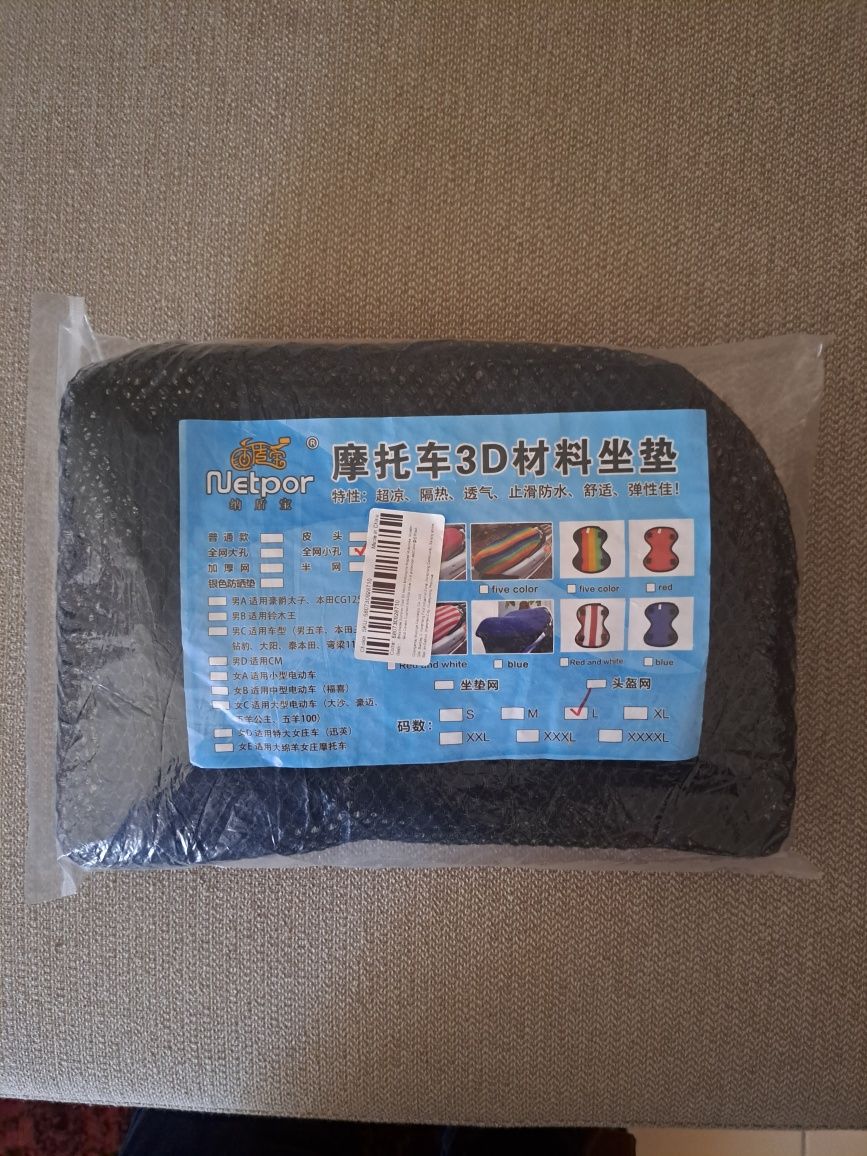 Netpor
®
纳盾宝
摩托车3D材料坐垫
特性：超凉、隔热、透气、止滑防水、舒适、弹性佳！
普通款
皮头
全网大孔
全网小孔
加厚网
半网
银色防晒垫
男A 适用豪爵太子、本田CG125
男B 适用铃木王
男C 适用车型（男五羊、本田
钻豹、大阳、泰本田、弯梁11
男D 适用CM
女A 适用小型电动车
女B 适用中型电动车（福喜）
女C 适用大型电动车（大沙、豪迈、
五羊公主、五羊100）
女D 适用特大女庄车（迅英）
女E 适用大绵羊女庄摩托车
five color
five color
red
Red and white
blue
Red and white
blue
坐垫网
头盔网
码数：
S
M
L
XL
XXL
XXXL
XXXXL
Made in China